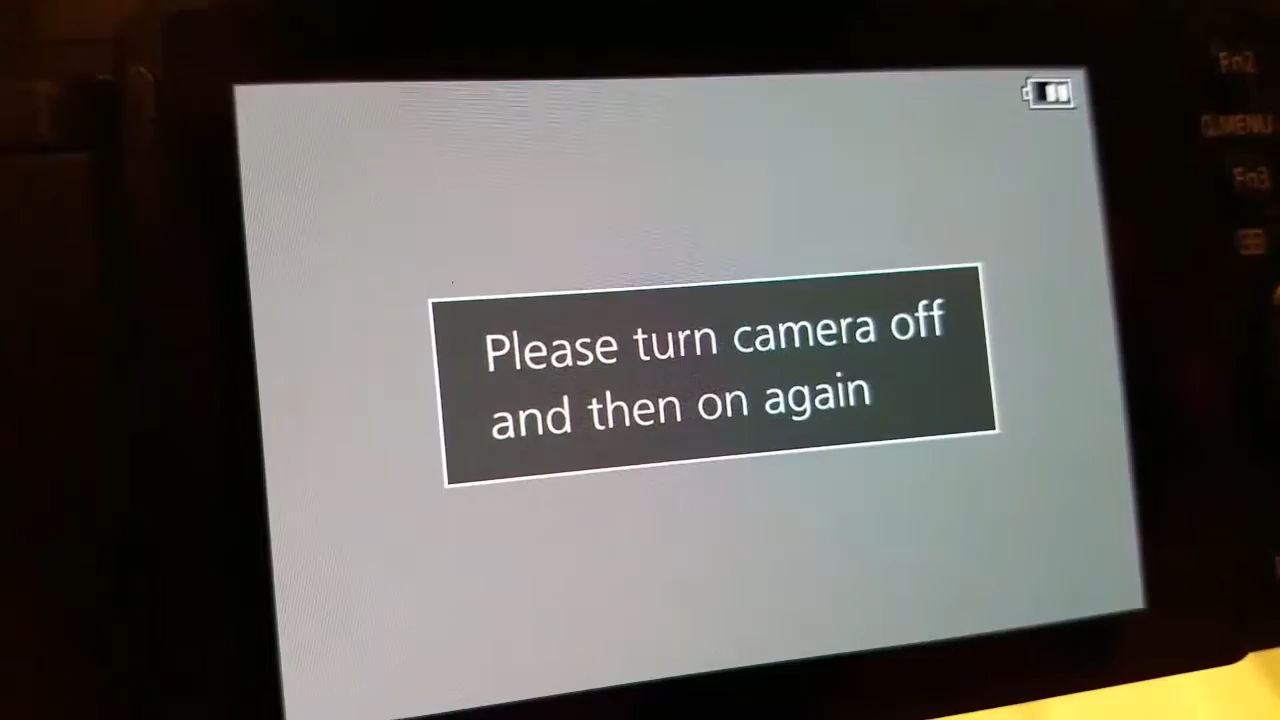 Fn2
Q.MENU
Please turn camera off
and then on again
Fn3